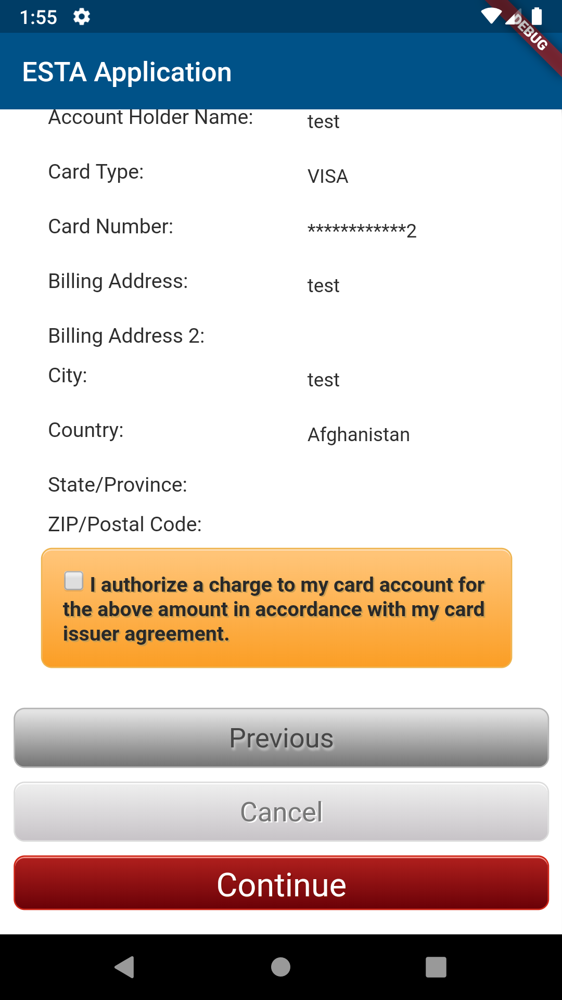 1:55
DEBUG
ESTA Application
Account Holder Name: test
Card Type: VISA
Card Number: ************2
Billing Address: test
Billing Address 2:
City: test
Country: Afghanistan
State/Province:
ZIP/Postal Code:
I authorize a charge to my card account for
the above amount in accordance with my card
issuer agreement.
Previous
Cancel
Continue